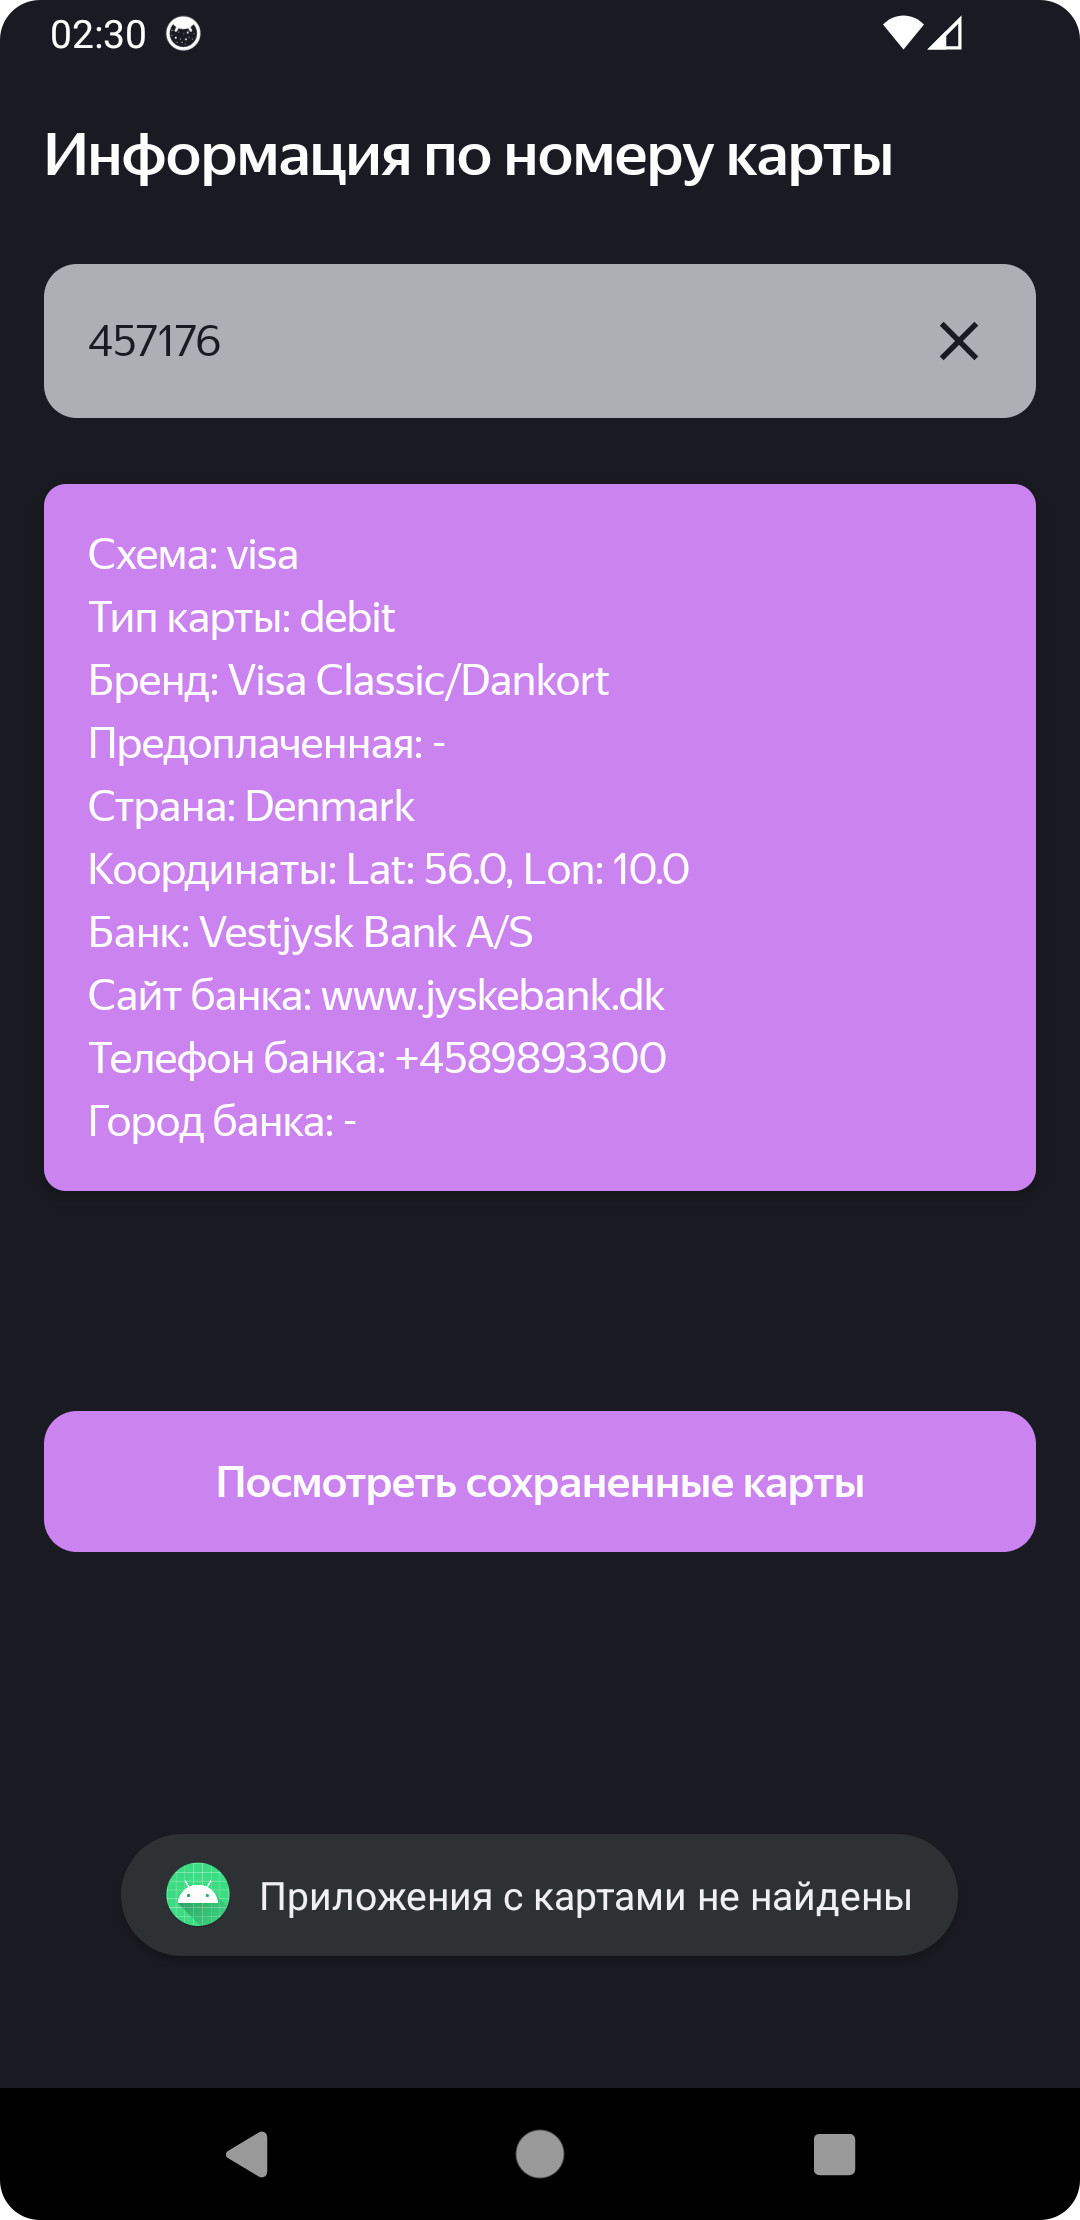 02:30
Информация по номеру карты
457176
Схема: visa
Тип карты: debit
Бренд: Visa Classic/Dankort
Предоплаченная: -
Страна: Denmark
Координаты: Lat: 56.0, Lon: 10.0
Банк: Vestjysk Bank A/S
Сайт банка: www.jyskebank.dk
Телефон банка: +4589893300
Город банка: -
Посмотреть сохраненные карты
Приложения с картами не найдены